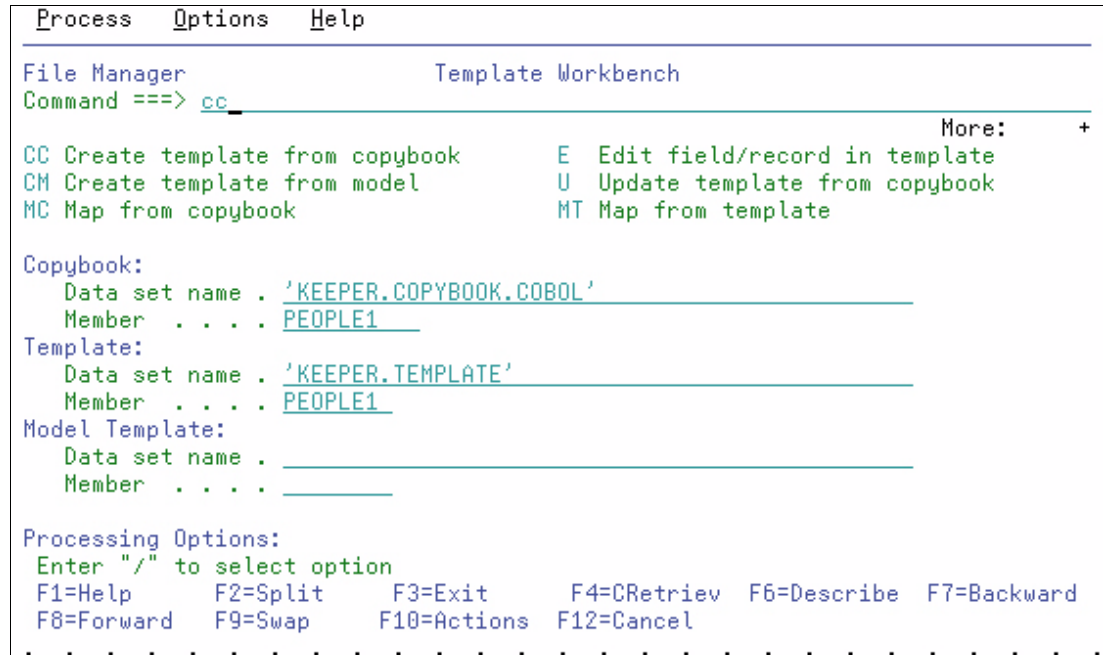 Process Options Help
File Manager Template Workbench
Command ===> cc_
More: +
CC Create template from copybook E Edit field/record in template
CM Create template from model U Update template from copybook
MC Map from copybook MT Map from template
Copybook:
Data set name . 'KEEPER.COPYBOOK.COBOL'
Member . . . . PEOPLE1
Template:
Data set name . 'KEEPER.TEMPLATE'
Member . . . . PEOPLE1
Model Template:
Data set name .
Member . . . .
Processing Options:
Enter "/" to select option
F1=Help F2=Split F3=Exit F4=CRetriev F6=Describe F7=Backward
F8=Forward F9=Swap F10=Actions F12=Cancel